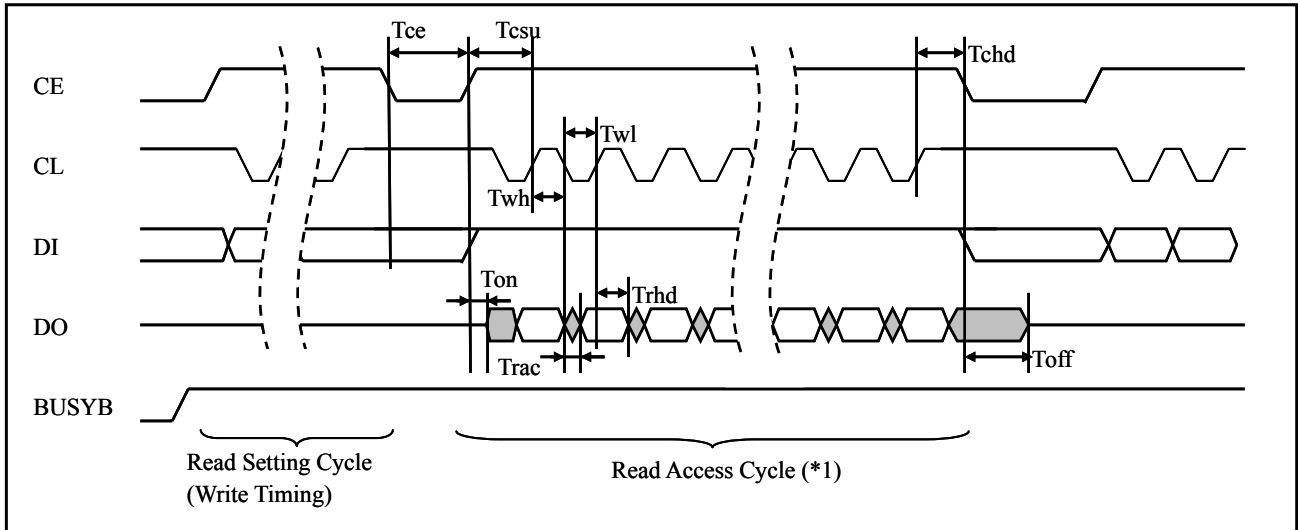 Tce
Tcsu
Tchd
CE
Twl
CL
Twh
DI
Ton
Trhd
DO
Trac
Toff
BUSYB
Read Setting Cycle
(Write Timing)
Read Access Cycle (*1)